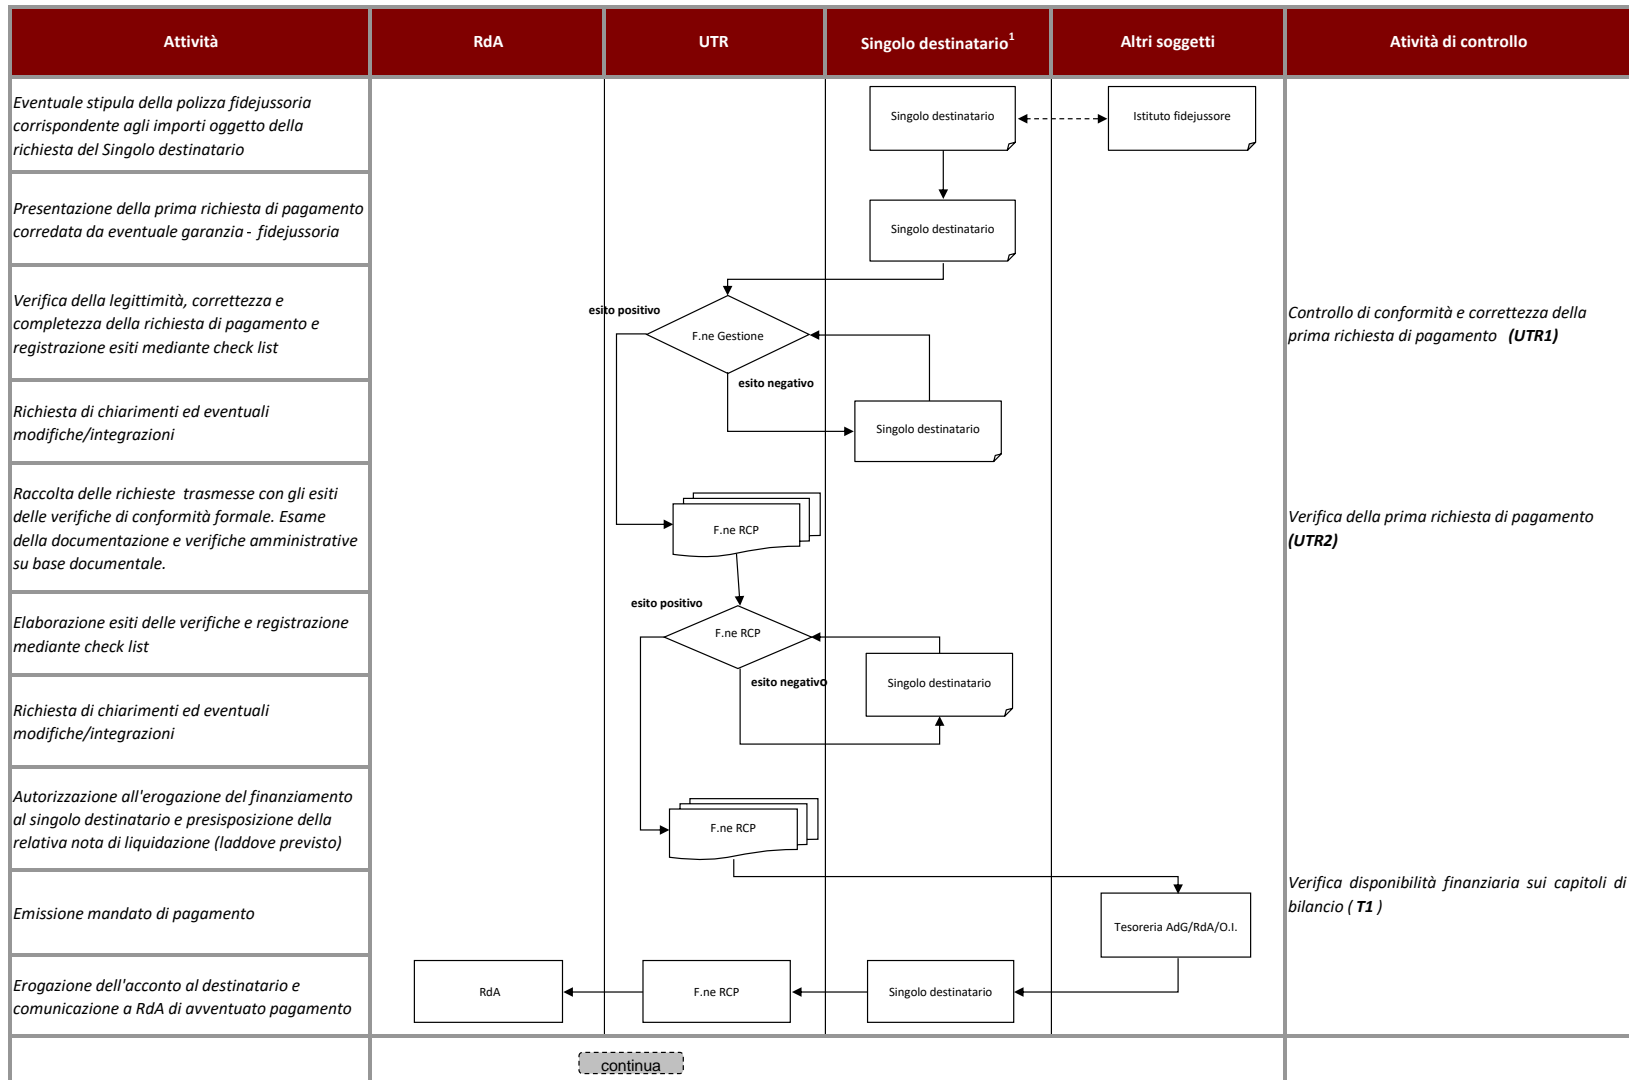 Attività
RdA
UTR
Singolo destinatario1
Altri soggetti
Atività di controllo
Eventuale stipula della polizza fidejussoria
corrispondente agli importi oggetto della
richiesta del Singolo destinatario
Singolo destinatario
Istituto fidejussore
Presentazione della prima richiesta di pagamento
corredata da eventuale garanzia - fidejussoria
Singolo destinatario
Verifica della legittimità, correttezza e
completezza della richiesta di pagamento e
registrazione esiti mediante check list
esito positivo
F.ne Gestione
esito negativo
Controllo di conformità e correttezza della
prima richiesta di pagamento (UTR1)
Richiesta di chiarimenti ed eventuali
modifiche/integrazioni
Singolo destinatario
Raccolta delle richieste trasmesse con gli esiti
delle verifiche di conformità formale. Esame
della documentazione e verifiche amministrative
su base documentale.
F.ne RCP
Verifica della prima richiesta di pagamento
(UTR2)
Elaborazione esiti delle verifiche e registrazione
mediante check list
esito positivo
F.ne RCP
esito negativo
Singolo destinatario
Richiesta di chiarimenti ed eventuali
modifiche/integrazioni
Autorizzazione all'erogazione del finanziamento
al singolo destinatario e presisposizione della
relativa nota di liquidazione (laddove previsto)
F.ne RCP
Emissione mandato di pagamento
Tesoreria AdG/RdA/O.I.
Verifica disponibilità finanziaria sui capitoli di
bilancio ( T1 )
Erogazione dell'acconto al destinatario e
comunicazione a RdA di avventuato pagamento
RdA
F.ne RCP
Singolo destinatario
continua